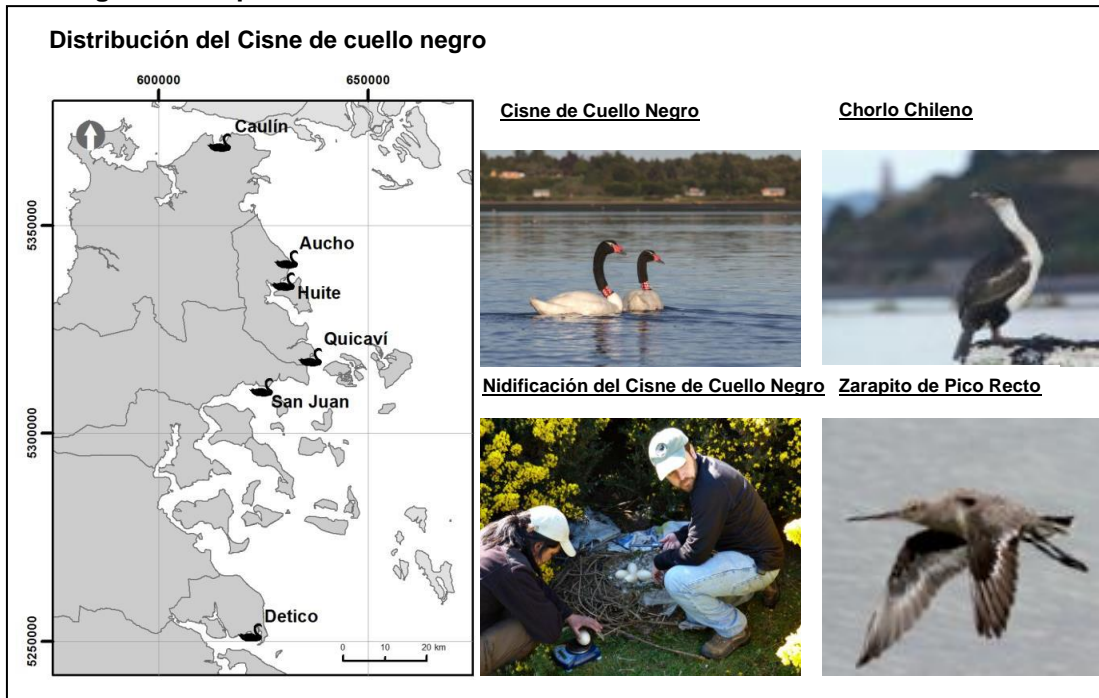 Distribución del Cisne de cuello negro
600000
650000
Caulín
5350000
Aucho
Huite
Quicaví
San Juan
5300000
Detico
5250000
0 10 20 km
Cisne de Cuello Negro
Chorlo Chileno
Nidificación del Cisne de Cuello Negro
Zarapito de Pico Recto